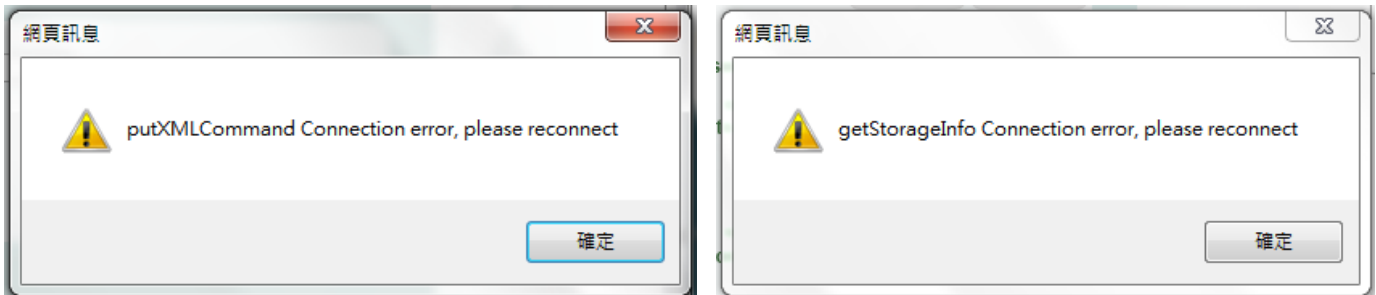 網頁訊息
putXMLCommand Connection error, please reconnect
確定
網頁訊息
getStorageInfo Connection error, please reconnect
確定